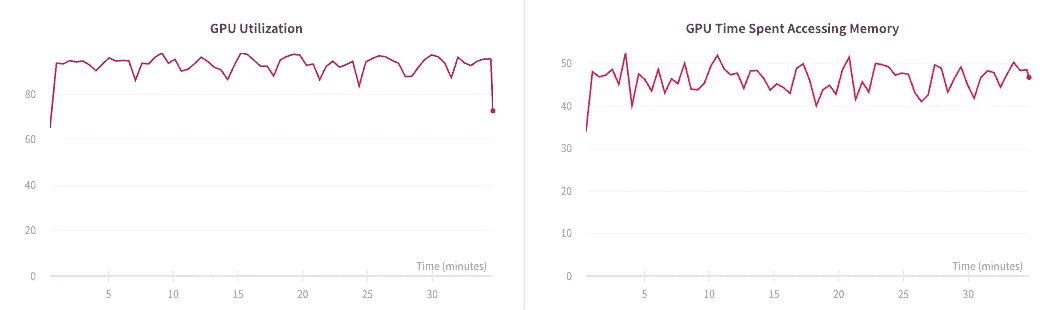 GPU Utilization
80
60
40
20
0
Time (minutes)
5 10 15 20 25 30
GPU Time Spent Accessing Memory
50
40
30
20
10
0
Time (minutes)
5 10 15 20 25 30